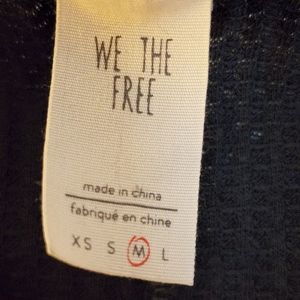 WE THE
FREE
made in china
fabriqué en chine
XS S M L